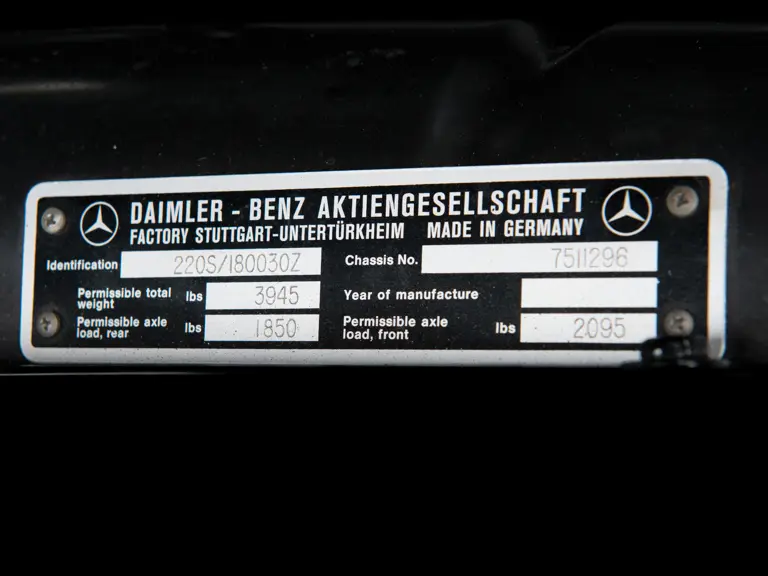 DAIMLER - BENZ AKTIENGESELLSCHAFT
FACTORY STUTTGART-UNTERTÜRKHEIM MADE IN GERMANY
Identification 220S/180030Z Chassis No. 7511296
Permissible total weight lbs 3945 Year of manufacture
Permissible axle load, rear lbs 1850 Permissible axle load, front lbs 2095